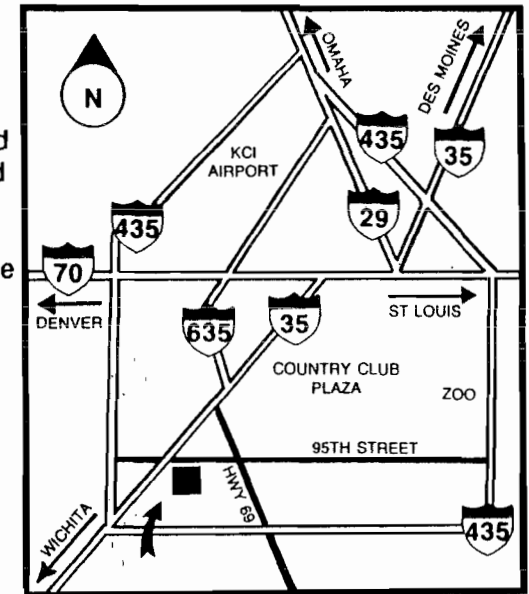 OMAHA
DES MOINES
N
d
d
435
KCI
AIRPORT
35
29
435
e
70
DENVER
ST LOUIS
635
35
COUNTRY CLUB
PLAZA
ZOO
95TH STREET
HWY 69
WICHITA
435